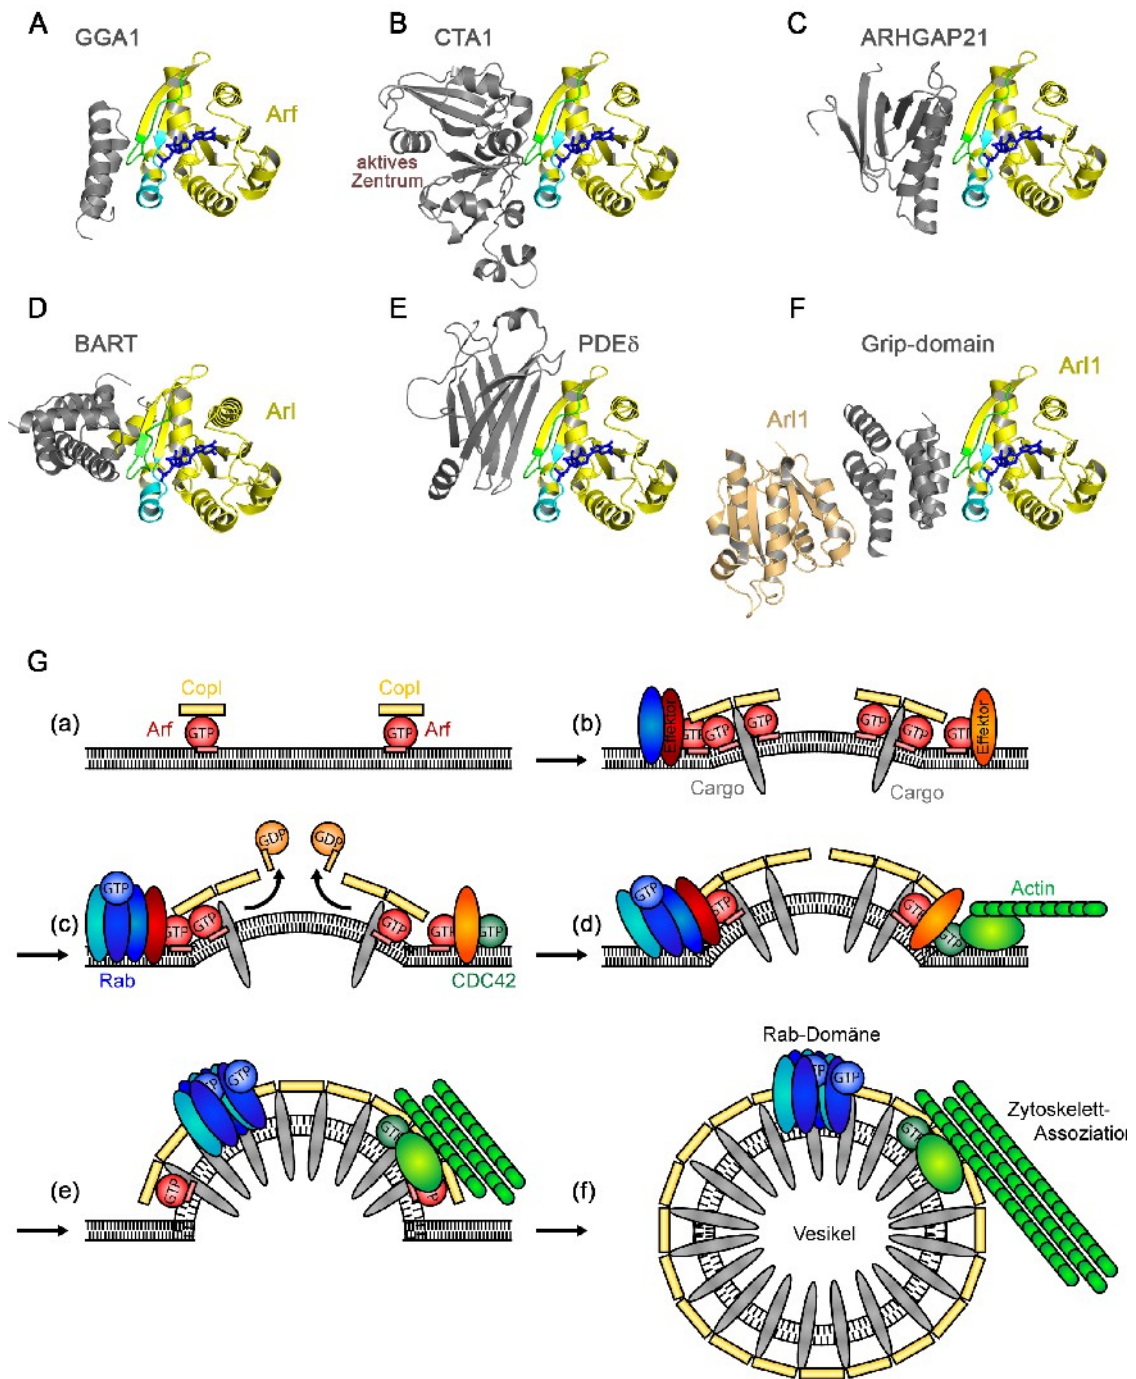 A
GGA1
Arf
B
CTA1
aktives
Zentrum
C
ARHGAP21
D
BART
Arl
E
PDEδ
F
Grip-domain
Arl1
Arl1
G
(a)
CopI
CopI
Arf
GTP
GTP
Arf
(b)
Effektor
GTP
GTP
GTP
GTP
GTP
GTP
Effektor
Cargo
Cargo
(c)
GDP
GDP
GTP
GTP
GTP
GTP
GTP
GTP
Rab
CDC42
(d)
GTP
GTP
GTP
GTP
Actin
(e)
GTP
GTP
GTP
Rab-Domäne
(f)
GTP
Zytoskelett-
Assoziation
Vesikel